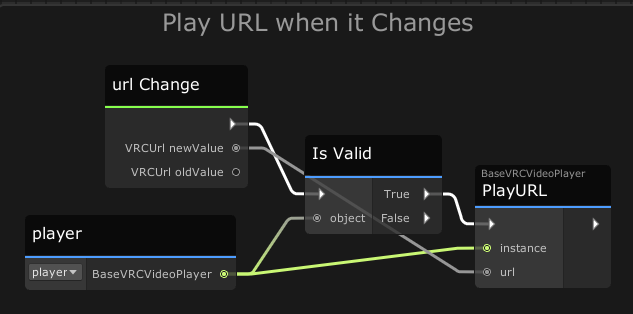 Play URL when it Changes
url Change
VRCUrl newValue
VRCUrl oldValue
Is Valid
True
object
False
BaseVRCVideoPlayer
PlayURL
instance
url
player
player
BaseVRCVideoPlayer